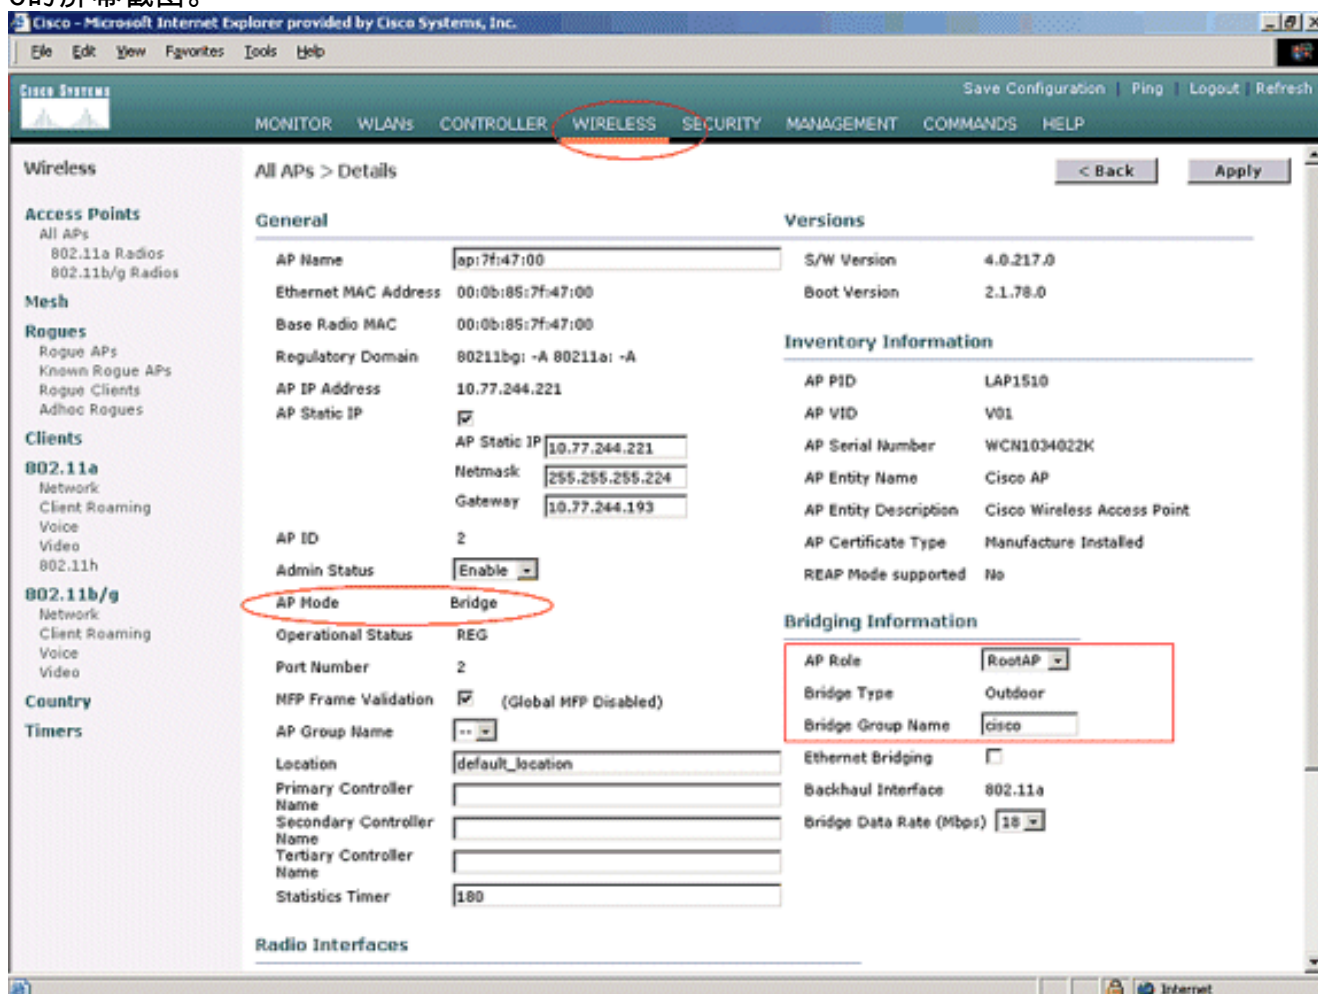 的屏幕截图。
Cisco - Microsoft Internet Explorer provided by Cisco Systems, Inc.
File Edit View Favorites Tools Help
Cisco Systems
Save Configuration | Ping | Logout | Refresh
MONITOR WLANs CONTROLLER WIRELESS SECURITY MANAGEMENT COMMANDS HELP
Wireless
Access Points
All APs
802.11a Radios
802.11b/g Radios
Mesh
Rogues
Rogue APs
Known Rogue APs
Rogue Clients
Adhoc Rogues
Clients
802.11a
Network
Client Roaming
Voice
Video
802.11h
802.11b/g
Network
Client Roaming
Voice
Video
Country
Timers
All APs > Details
< Back Apply
General
AP Name ap:7f:47:00
Ethernet MAC Address 00:0b:85:7f:47:00
Base Radio MAC 00:0b:85:7f:47:00
Regulatory Domain 80211bg: -A 80211a: -A
AP IP Address 10.77.244.221
AP Static IP
AP Static IP 10.77.244.221
Netmask 255.255.255.224
Gateway 10.77.244.193
AP ID 2
Admin Status Enable
AP Mode Bridge
Operational Status REG
Port Number 2
MFP Frame Validation (Global MFP Disabled)
AP Group Name --
Location default_location
Primary Controller Name
Secondary Controller Name
Tertiary Controller Name
Statistics Timer 180
Radio Interfaces
Versions
S/W Version 4.0.217.0
Boot Version 2.1.78.0
Inventory Information
AP PID LAP1510
AP VID V01
AP Serial Number WCN1034022K
AP Entity Name Cisco AP
AP Entity Description Cisco Wireless Access Point
AP Certificate Type Manufacture Installed
REAP Mode supported No
Bridging Information
AP Role RootAP
Bridge Type Outdoor
Bridge Group Name cisco
Ethernet Bridging
Backhaul Interface 802.11a
Bridge Data Rate (Mbps) 18
Internet